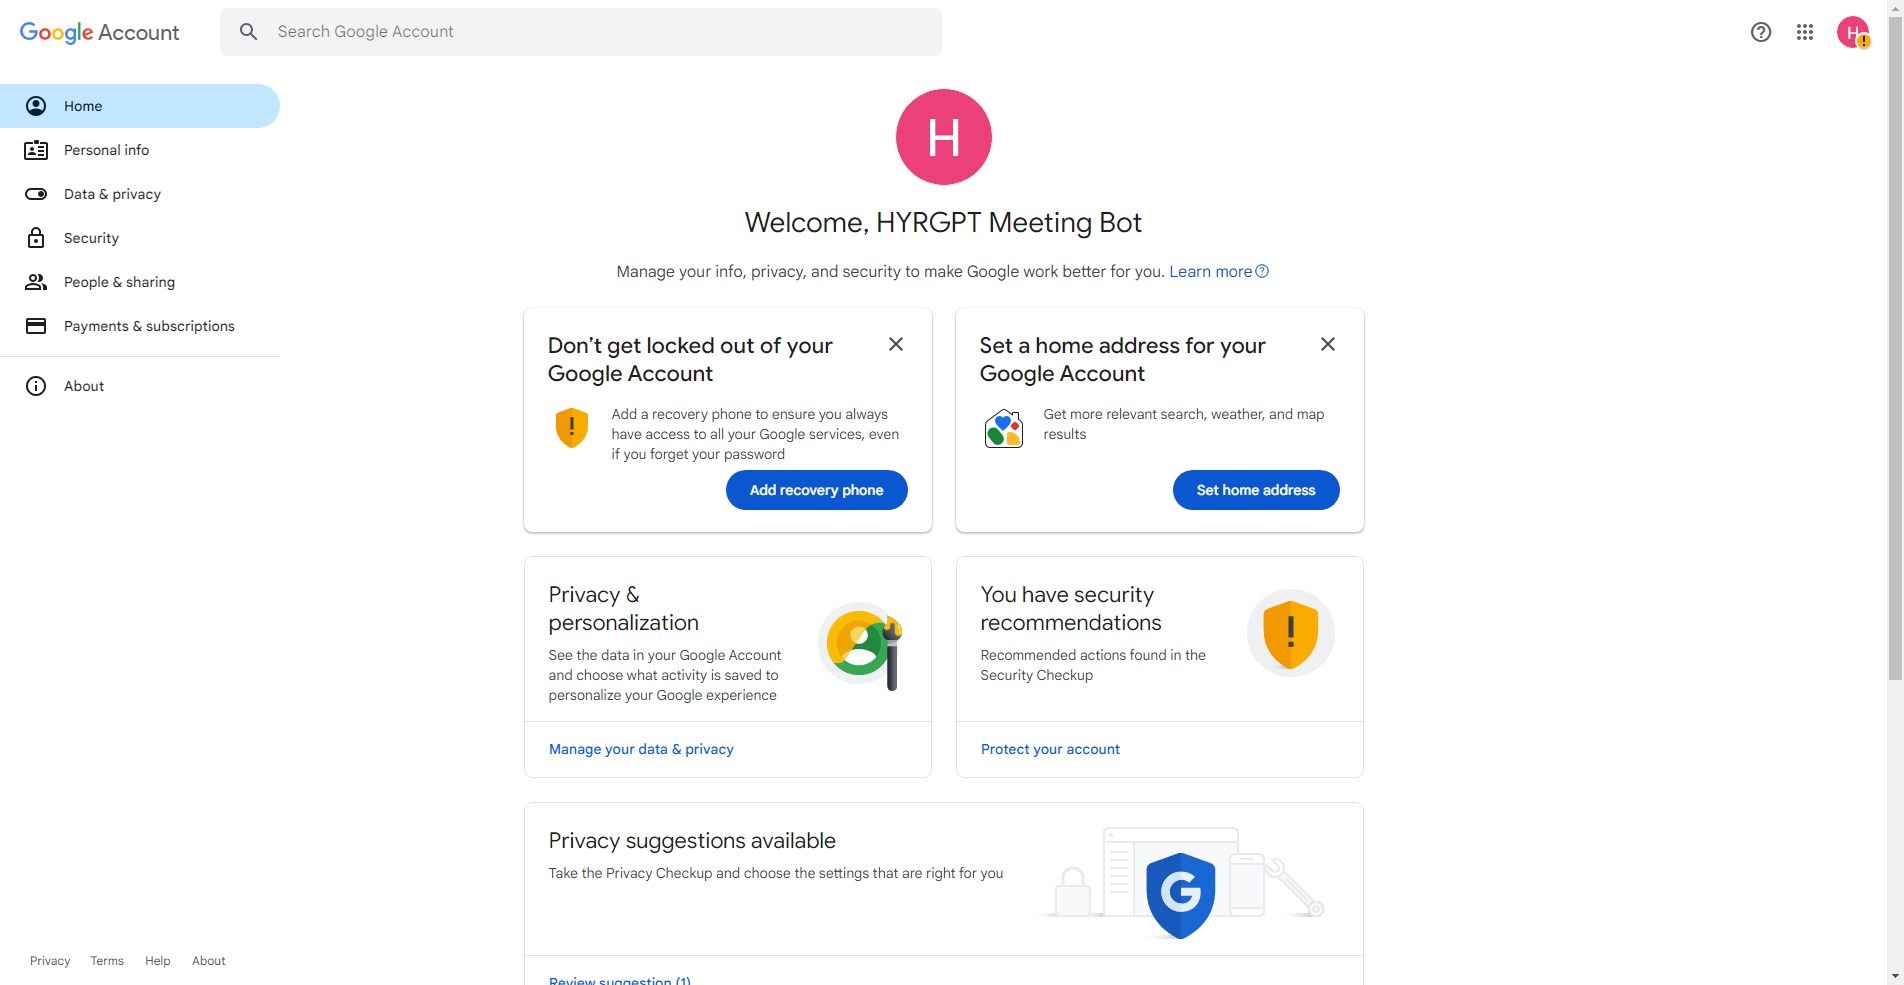 Google Account
Search Google Account
H
Home
Personal info
Data & privacy
Security
People & sharing
Payments & subscriptions
About
H
Welcome, HYRGPT Meeting Bot
Manage your info, privacy, and security to make Google work better for you. Learn more
Don’t get locked out of your
Google Account
Add a recovery phone to ensure you always
have access to all your Google services, even
if you forget your password
Add recovery phone
Set a home address for your
Google Account
Get more relevant search, weather, and map
results
Set home address
Privacy &
personalization
See the data in your Google Account
and choose what activity is saved to
personalize your Google experience
Manage your data & privacy
You have security
recommendations
Recommended actions found in the
Security Checkup
Protect your account
Privacy suggestions available
Take the Privacy Checkup and choose the settings that are right for you
G
Review suggestion (1)
Privacy Terms Help About